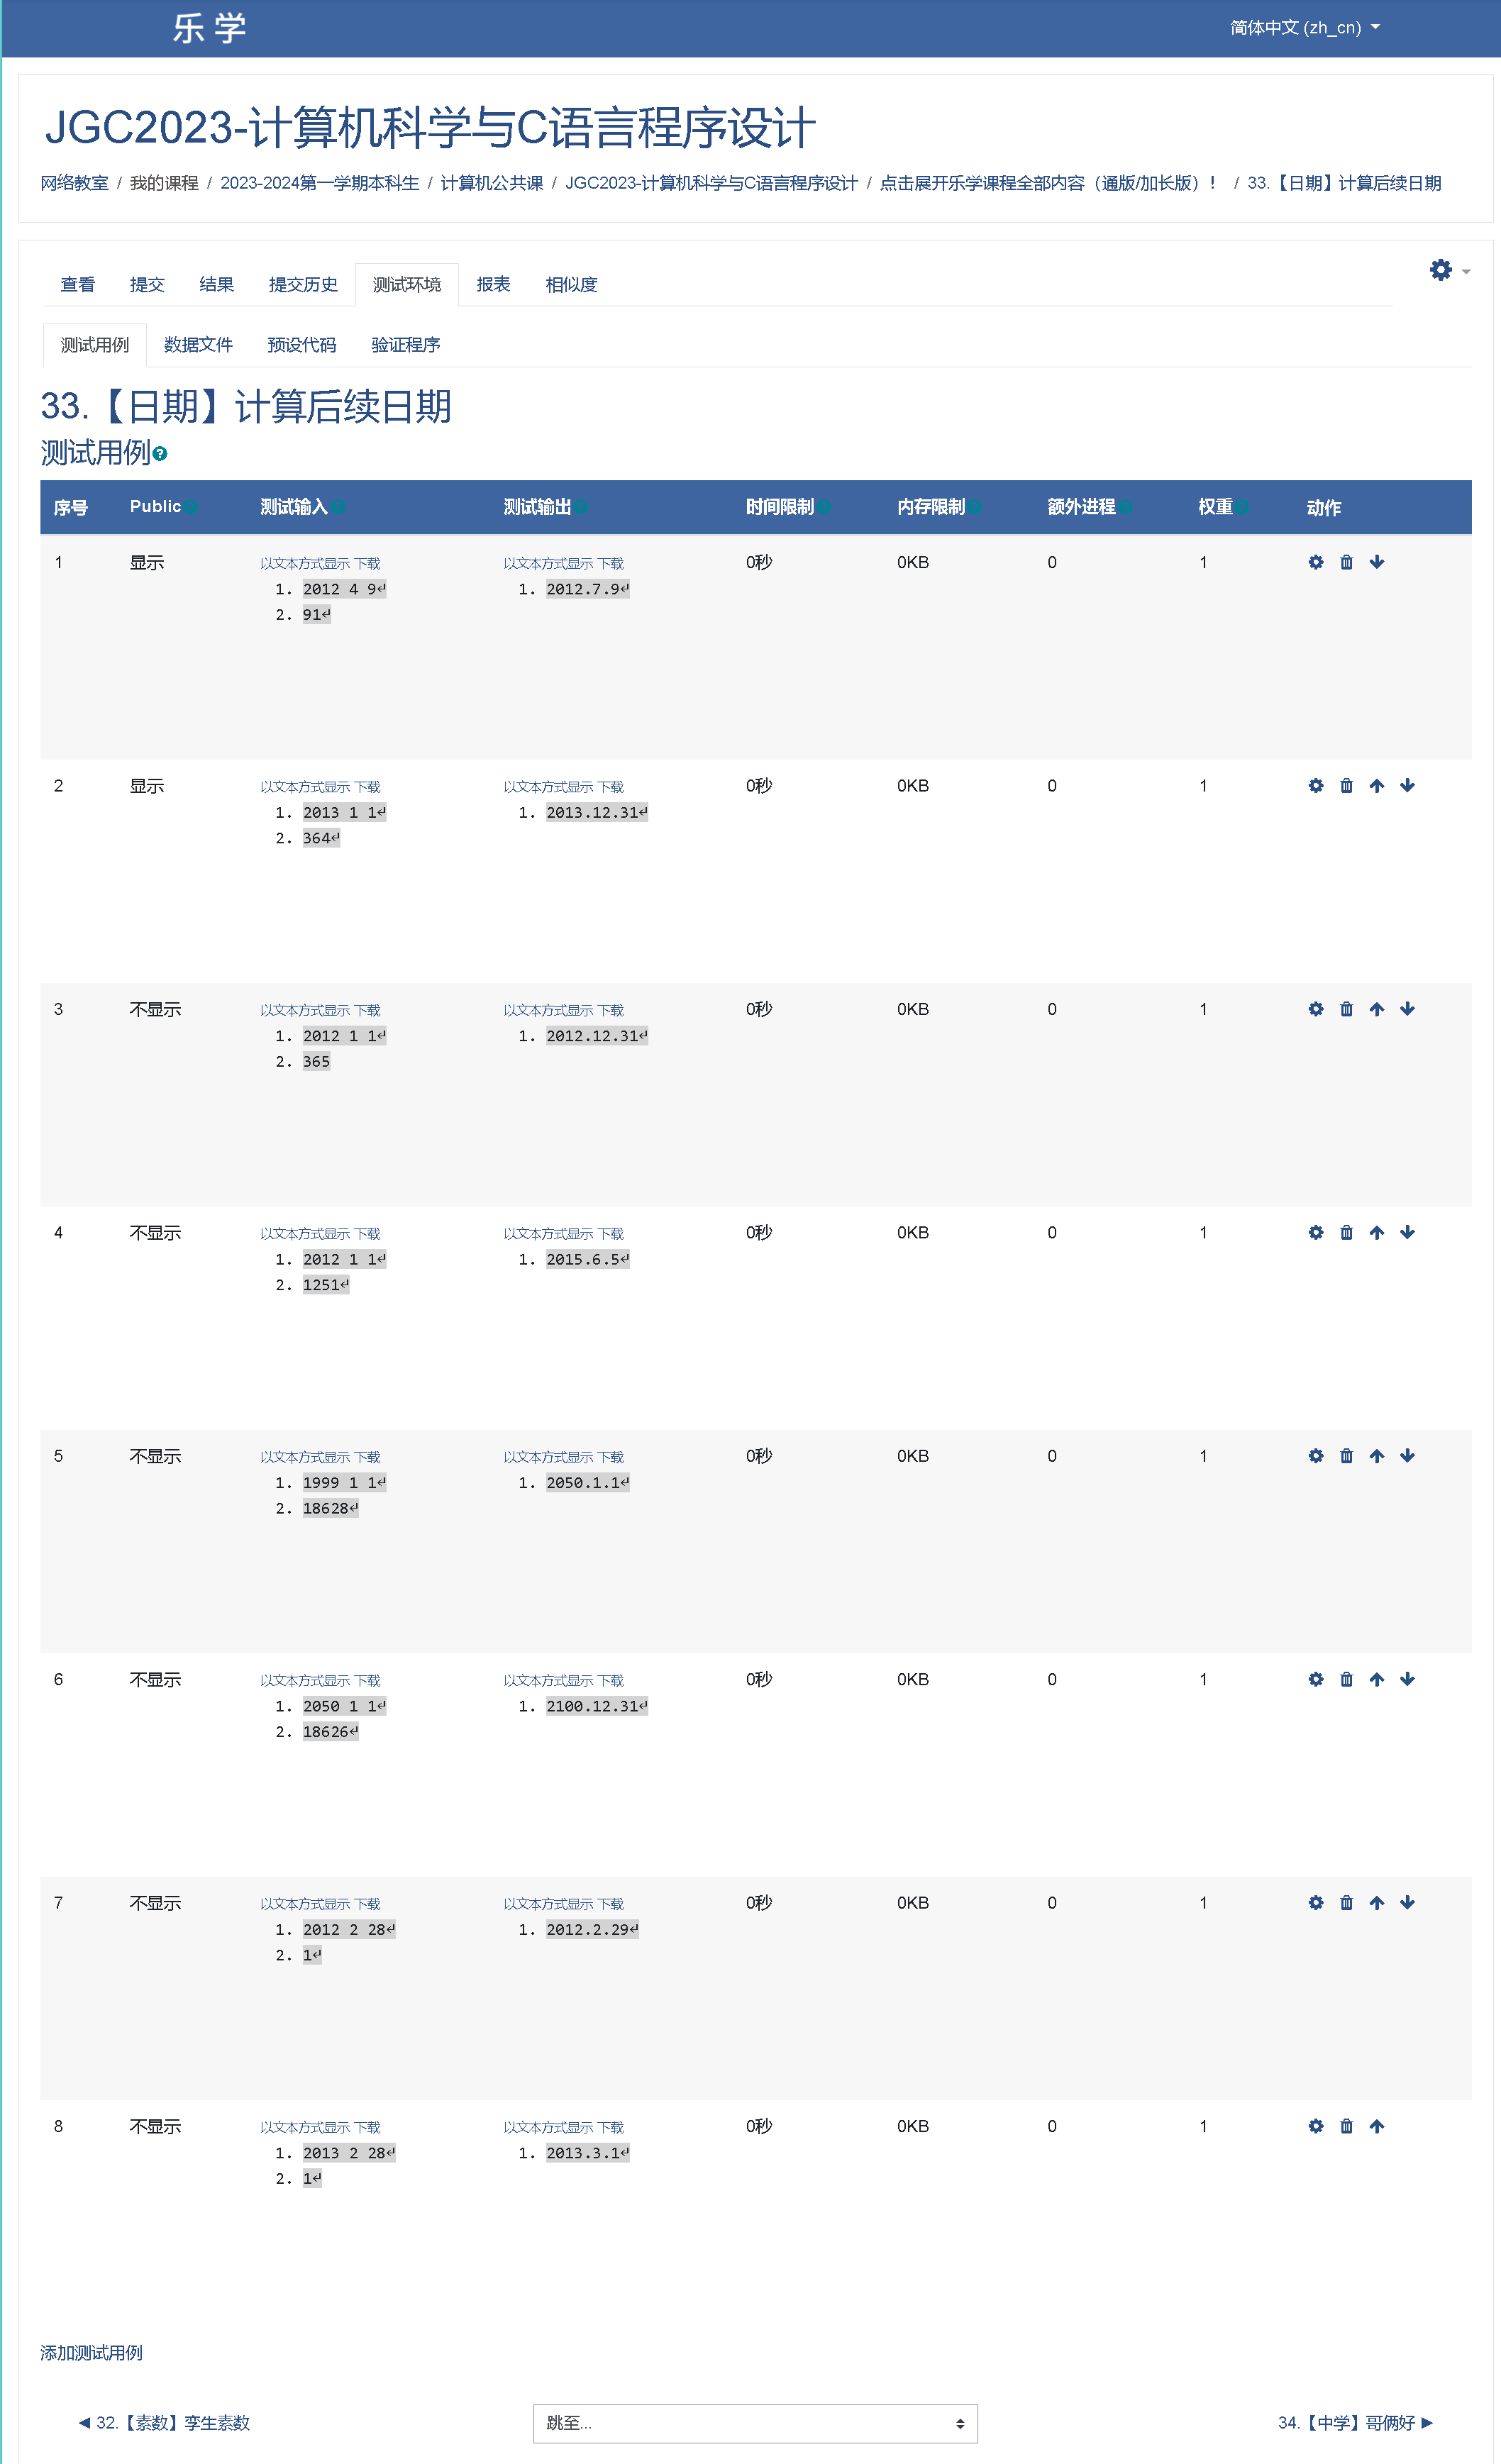 乐 学
简体中文 (zh_cn)
JGC2023-计算机科学与C语言程序设计
网络教室 / 我的课程 / 2023-2024第一学期本科生 / 计算机公共课 / JGC2023-计算机科学与C语言程序设计 / 点击展开乐学课程全部内容（通版/加长版）！ / 33.【日期】计算后续日期
查看 提交 结果 提交历史 测试环境 报表 相似度
测试用例 数据文件 预设代码 验证程序
33.【日期】计算后续日期
测试用例
序号 Public 测试输入 测试输出 时间限制 内存限制 额外进程 权重 动作
1 显示 以文本方式显示 下载 以文本方式显示 下载 0秒 0KB 0 1
1. 2012 4 9↵ 1. 2012.7.9↵
2. 91↵
2 显示 以文本方式显示 下载 以文本方式显示 下载 0秒 0KB 0 1
1. 2013 1 1↵ 1. 2013.12.31↵
2. 364↵
3 不显示 以文本方式显示 下载 以文本方式显示 下载 0秒 0KB 0 1
1. 2012 1 1↵ 1. 2012.12.31↵
2. 365
4 不显示 以文本方式显示 下载 以文本方式显示 下载 0秒 0KB 0 1
1. 2012 1 1↵ 1. 2015.6.5↵
2. 1251↵
5 不显示 以文本方式显示 下载 以文本方式显示 下载 0秒 0KB 0 1
1. 1999 1 1↵ 1. 2050.1.1↵
2. 18628↵
6 不显示 以文本方式显示 下载 以文本方式显示 下载 0秒 0KB 0 1
1. 2050 1 1↵ 1. 2100.12.31↵
2. 18626↵
7 不显示 以文本方式显示 下载 以文本方式显示 下载 0秒 0KB 0 1
1. 2012 2 28↵ 1. 2012.2.29↵
2. 1↵
8 不显示 以文本方式显示 下载 以文本方式显示 下载 0秒 0KB 0 1
1. 2013 2 28↵ 1. 2013.3.1↵
2. 1↵
添加测试用例
◀ 32.【素数】孪生素数 跳至... 34.【中学】哥俩好 ▶